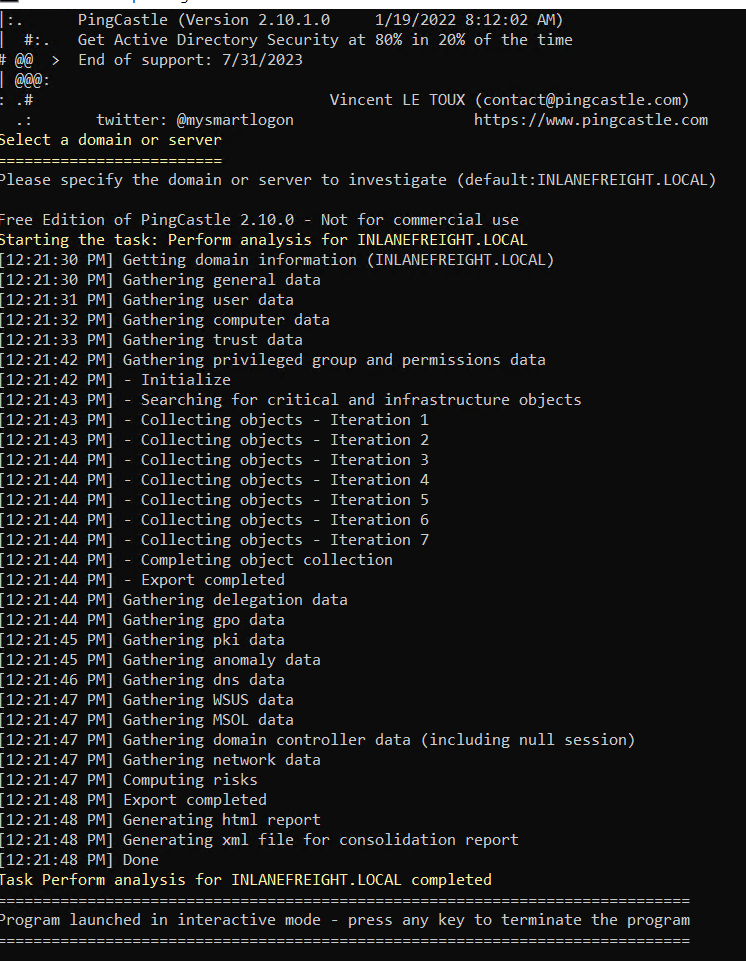 |:.      PingCastle (Version 2.10.1.0     1/19/2022 8:12:02 AM)
|  #:.   Get Active Directory Security at 80% in 20% of the time
# @@  >  End of support: 7/31/2023
| @@@:
: .#                                 Vincent LE TOUX (contact@pingcastle.com)
  .:       twitter: @mysmartlogon                    https://www.pingcastle.com
Select a domain or server
=========================
Please specify the domain or server to investigate (default:INLANEFREIGHT.LOCAL)
Free Edition of PingCastle 2.10.0 - Not for commercial use
Starting the task: Perform analysis for INLANEFREIGHT.LOCAL
[12:21:30 PM] Getting domain information (INLANEFREIGHT.LOCAL)
[12:21:30 PM] Gathering general data
[12:21:31 PM] Gathering user data
[12:21:32 PM] Gathering computer data
[12:21:33 PM] Gathering trust data
[12:21:42 PM] Gathering privileged group and permissions data
[12:21:42 PM] - Initialize
[12:21:43 PM] - Searching for critical and infrastructure objects
[12:21:43 PM] - Collecting objects - Iteration 1
[12:21:43 PM] - Collecting objects - Iteration 2
[12:21:44 PM] - Collecting objects - Iteration 3
[12:21:44 PM] - Collecting objects - Iteration 4
[12:21:44 PM] - Collecting objects - Iteration 5
[12:21:44 PM] - Collecting objects - Iteration 6
[12:21:44 PM] - Collecting objects - Iteration 7
[12:21:44 PM] - Completing object collection
[12:21:44 PM] - Export completed
[12:21:44 PM] Gathering delegation data
[12:21:44 PM] Gathering gpo data
[12:21:45 PM] Gathering pki data
[12:21:45 PM] Gathering anomaly data
[12:21:46 PM] Gathering dns data
[12:21:47 PM] Gathering WSUS data
[12:21:47 PM] Gathering MSOL data
[12:21:47 PM] Gathering domain controller data (including null session)
[12:21:47 PM] Gathering network data
[12:21:47 PM] Computing risks
[12:21:48 PM] Export completed
[12:21:48 PM] Generating html report
[12:21:48 PM] Generating xml file for consolidation report
[12:21:48 PM] Done
Task Perform analysis for INLANEFREIGHT.LOCAL completed
=============================================================================
Program launched in interactive mode - press any key to terminate the program
=============================================================================